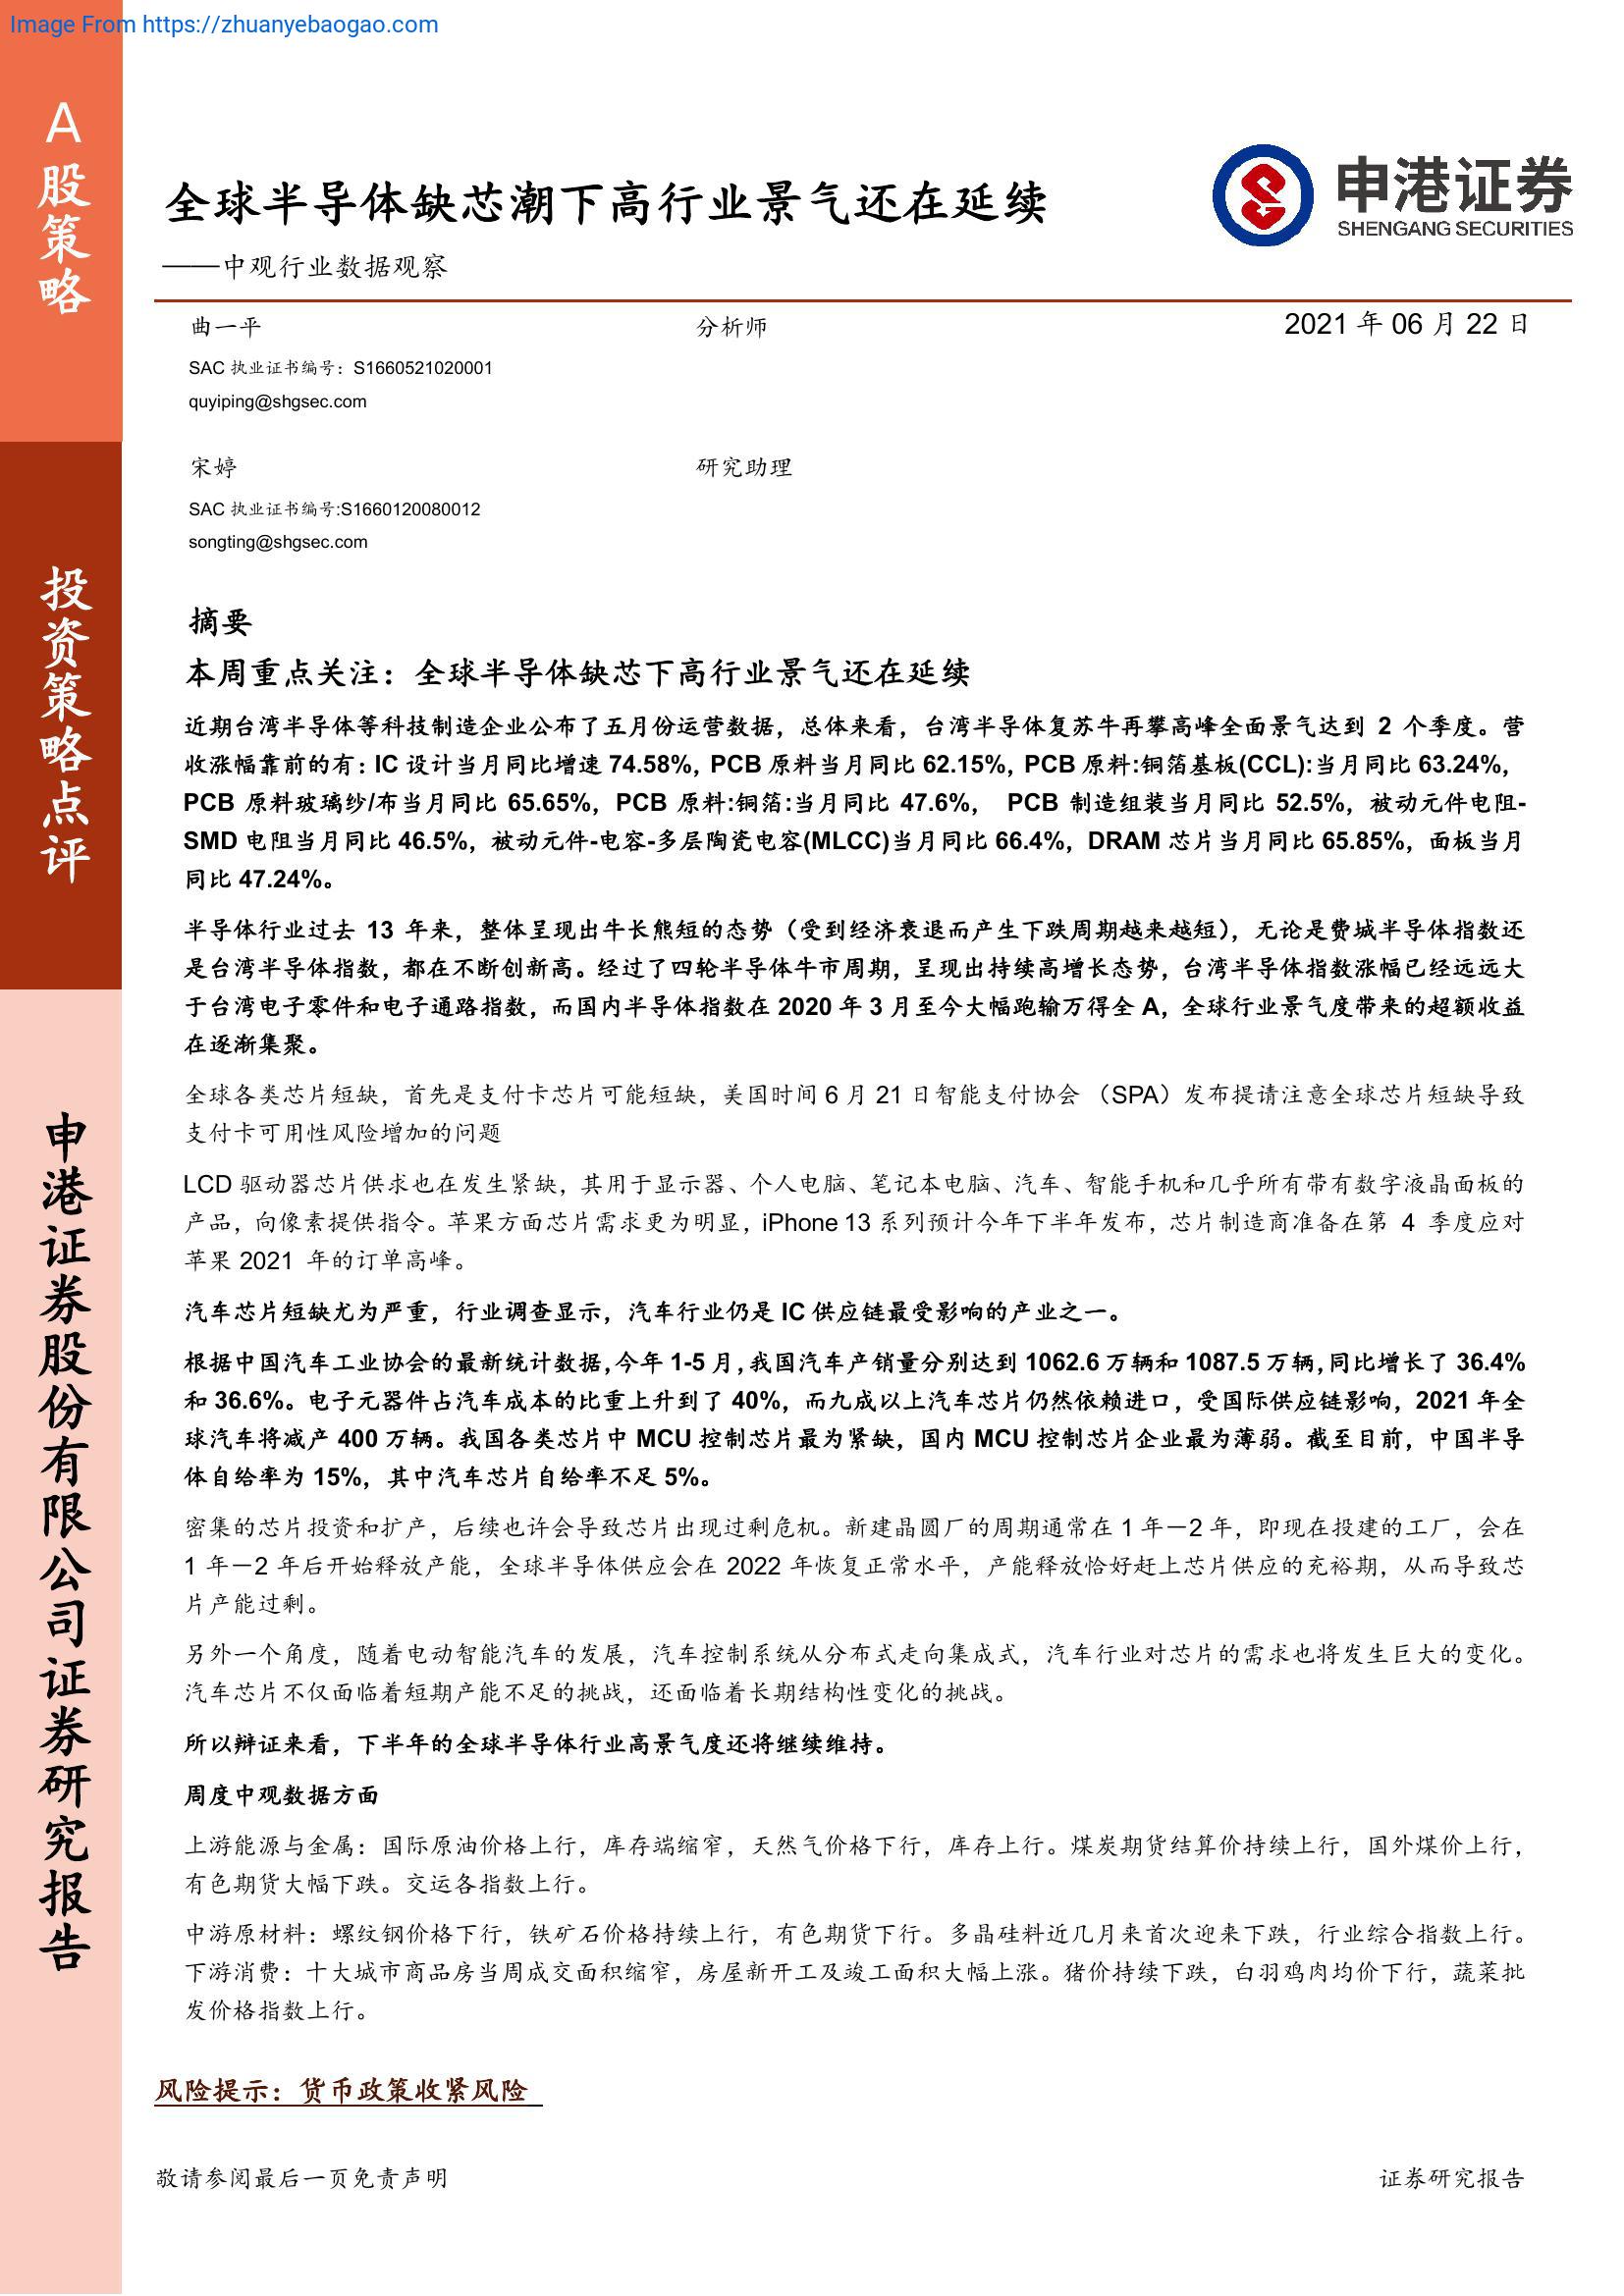 Image From https://zhuanyebaogao.com
A股策略
投资策略点评
申港证券股份有限公司证券研究报告
全球半导体缺芯潮下高行业景气还在延续
申港证券
SHENGANG SECURITIES
——中观行业数据观察
曲一平 分析师 2021 年 06 月 22 日
SAC 执业证书编号：S1660521020001
quyiping@shgsec.com
宋婷 研究助理
SAC 执业证书编号:S1660120080012
songting@shgsec.com
摘要
本周重点关注：全球半导体缺芯下高行业景气还在延续
近期台湾半导体等科技制造企业公布了五月份运营数据，总体来看，台湾半导体复苏牛再攀高峰全面景气达到 2 个季度。营
收涨幅靠前的有：IC 设计当月同比增速 74.58%，PCB 原料当月同比 62.15%，PCB 原料:铜箔基板(CCL):当月同比 63.24%，
PCB 原料玻璃纱/布当月同比 65.65%，PCB 原料:铜箔:当月同比 47.6%， PCB 制造组装当月同比 52.5%，被动元件电阻-
SMD 电阻当月同比 46.5%，被动元件-电容-多层陶瓷电容(MLCC)当月同比 66.4%，DRAM 芯片当月同比 65.85%，面板当月
同比 47.24%。
半导体行业过去 13 年来，整体呈现出牛长熊短的态势（受到经济衰退而产生下跌周期越来越短），无论是费城半导体指数还
是台湾半导体指数，都在不断创新高。经过了四轮半导体牛市周期，呈现出持续高增长态势，台湾半导体指数涨幅已经远远大
于台湾电子零件和电子通路指数，而国内半导体指数在 2020 年 3 月至今大幅跑输万得全 A，全球行业景气度带来的超额收益
在逐渐集聚。
全球各类芯片短缺，首先是支付卡芯片可能短缺，美国时间 6 月 21 日智能支付协会 （SPA）发布提请注意全球芯片短缺导致
支付卡可用性风险增加的问题
LCD 驱动器芯片供求也在发生紧缺，其用于显示器、个人电脑、笔记本电脑、汽车、智能手机和几乎所有带有数字液晶面板的
产品，向像素提供指令。苹果方面芯片需求更为明显，iPhone 13 系列预计今年下半年发布，芯片制造商准备在第 4 季度应对
苹果 2021 年的订单高峰。
汽车芯片短缺尤为严重，行业调查显示，汽车行业仍是 IC 供应链最受影响的产业之一。
根据中国汽车工业协会的最新统计数据,今年 1-5 月,我国汽车产销量分别达到 1062.6 万辆和 1087.5 万辆,同比增长了 36.4%
和 36.6%。电子元器件占汽车成本的比重上升到了 40%，而九成以上汽车芯片仍然依赖进口，受国际供应链影响，2021 年全
球汽车将减产 400 万辆。我国各类芯片中 MCU 控制芯片最为紧缺，国内 MCU 控制芯片企业最为薄弱。截至目前，中国半导
体自给率为 15%，其中汽车芯片自给率不足 5%。
密集的芯片投资和扩产，后续也许会导致芯片出现过剩危机。新建晶圆厂的周期通常在 1 年－2 年，即现在投建的工厂，会在
1 年－2 年后开始释放产能，全球半导体供应会在 2022 年恢复正常水平，产能释放恰好赶上芯片供应的充裕期，从而导致芯
片产能过剩。
另外一个角度，随着电动智能汽车的发展，汽车控制系统从分布式走向集成式，汽车行业对芯片的需求也将发生巨大的变化。
汽车芯片不仅面临着短期产能不足的挑战，还面临着长期结构性变化的挑战。
所以辩证来看，下半年的全球半导体行业高景气度还将继续维持。
周度中观数据方面
上游能源与金属：国际原油价格上行，库存端缩窄，天然气价格下行，库存上行。煤炭期货结算价持续上行，国外煤价上行，
有色期货大幅下跌。交运各指数上行。
中游原材料：螺纹钢价格下行，铁矿石价格持续上行，有色期货下行。多晶硅料近几月来首次迎来下跌，行业综合指数上行。
下游消费：十大城市商品房当周成交面积缩窄，房屋新开工及竣工面积大幅上涨。猪价持续下跌，白羽鸡肉均价下行，蔬菜批
发价格指数上行。
风险提示：货币政策收紧风险
敬请参阅最后一页免责声明 证券研究报告